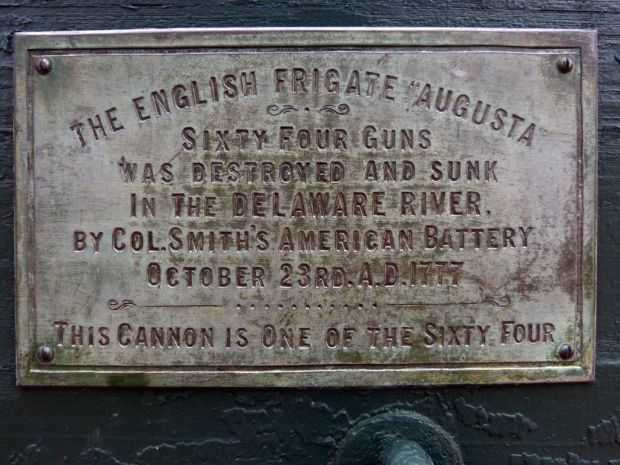 THE ENGLISH FRIGATE "AUGUSTA"
SIXTY FOUR GUNS
WAS DESTROYED AND SUNK
IN THE DELAWARE RIVER.
BY COL. SMITH'S AMERICAN BATTERY
OCTOBER 23RD. A.D. 1777
THIS CANNON IS ONE OF THE SIXTY FOUR